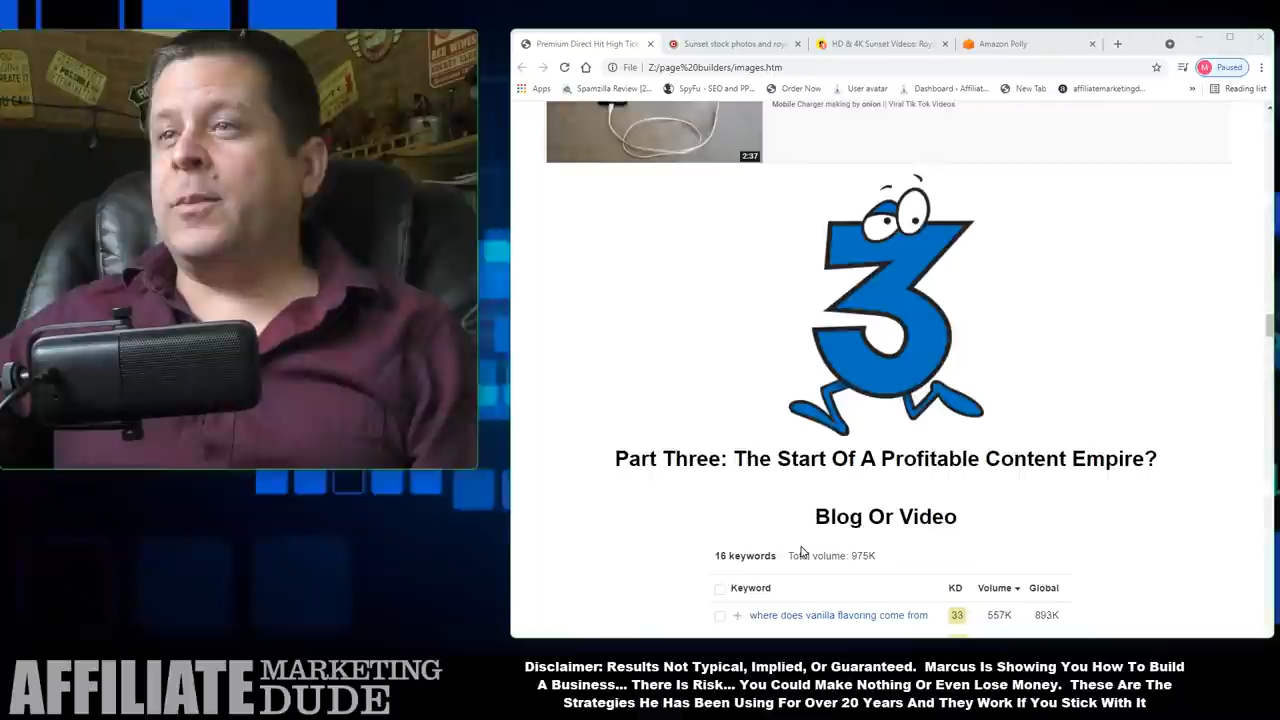 Premium Direct Hit High Tick
Sunset stock photos and roy
HD & 4K Sunset Videos: Roy
Amazon Polly
File | Z:/page%20builders/images.htm
M Paused
Apps
Spamzilla Review [2...
SpyFu - SEO and PP...
Order Now
User avatar
Dashboard ‹ Affiliat...
New Tab
affiliatemarketingd...
»
Reading list
Mobile Charger making by onion || Viral Tik Tok Videos.
2:37
3
Part Three: The Start Of A Profitable Content Empire?
Blog Or Video
16 keywords Total volume: 975K
Keyword KD Volume Global
where does vanilla flavoring come from 33 557K 893K
AFFILIATE MARKETING DUDE
Disclaimer: Results Not Typical, Implied, Or Guaranteed. Marcus Is Showing You How To Build
A Business... There Is Risk... You Could Make Nothing Or Even Lose Money. These Are The
Strategies He Has Been Using For Over 20 Years And They Work If You Stick With It